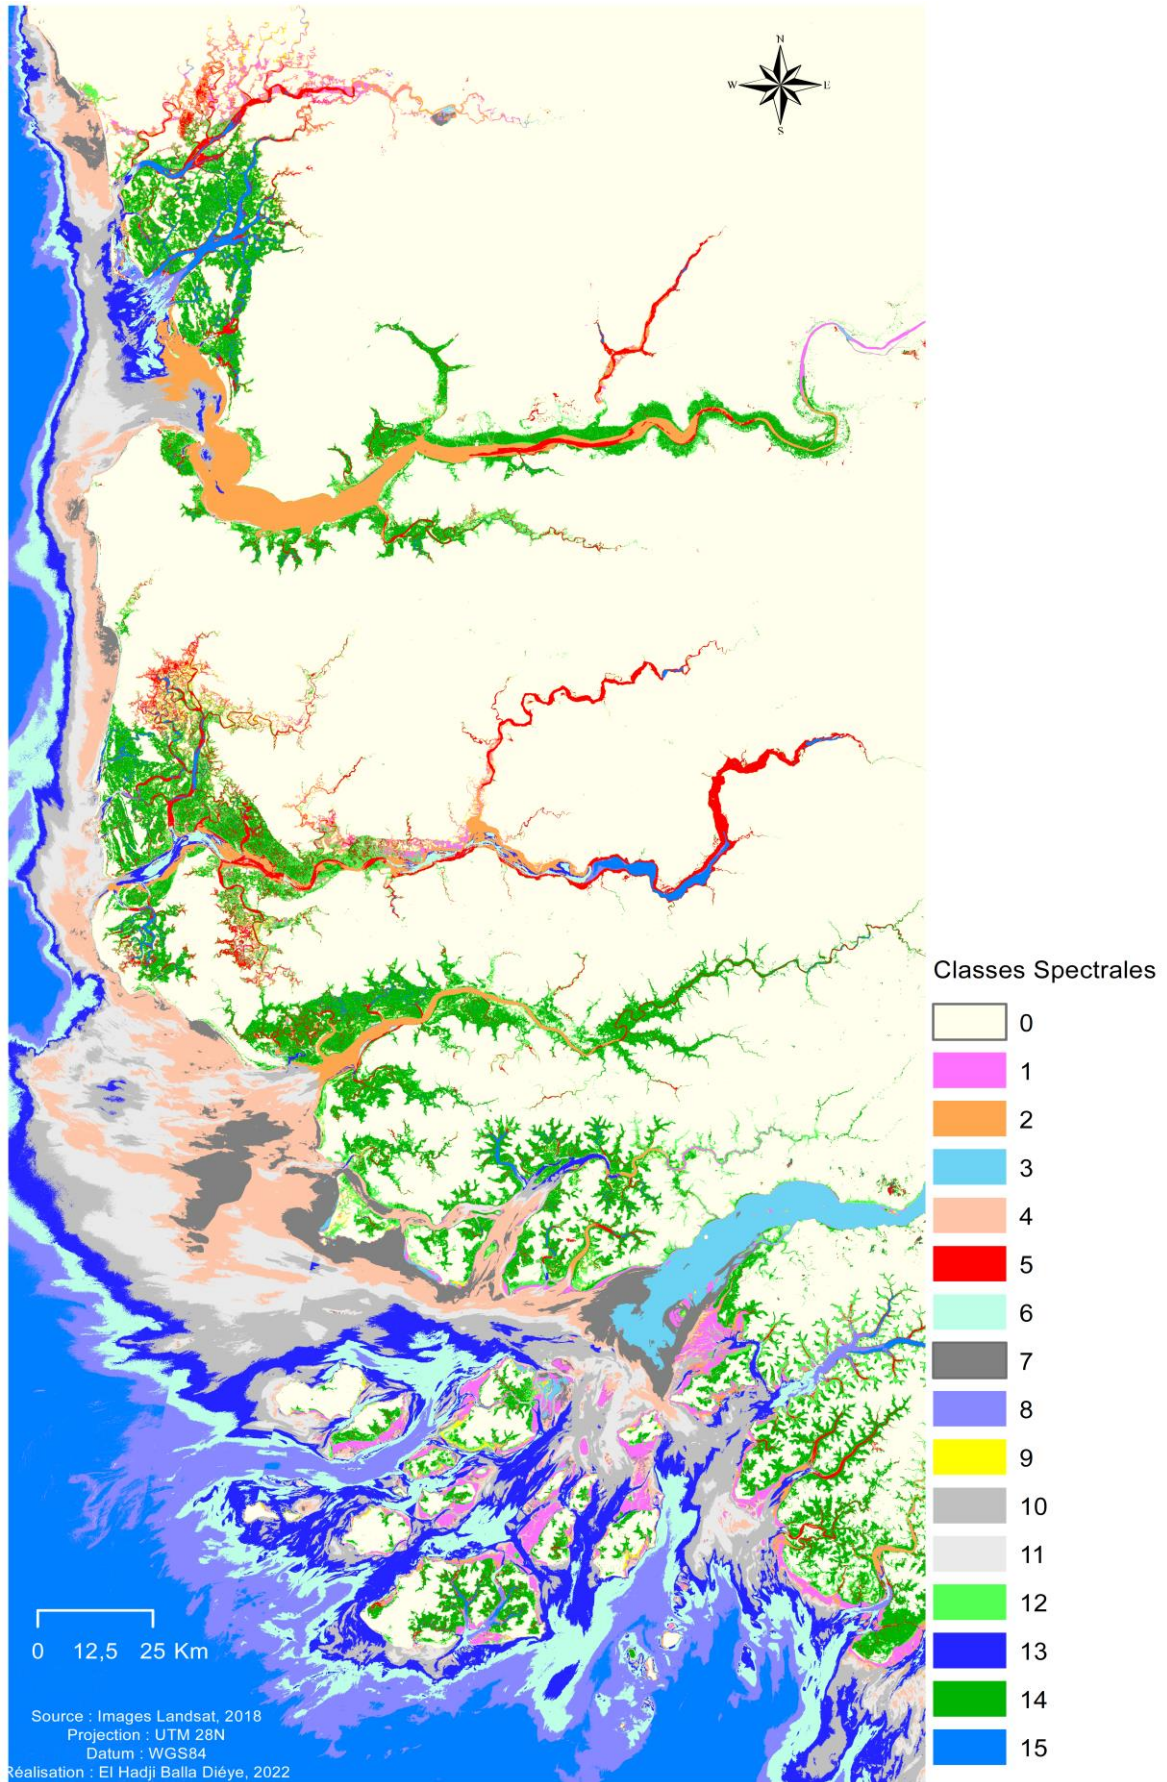 N
W E
S
Classes Spectrales
0
1
2
3
4
5
6
7
8
9
10
11
12
13
14
15
0 12,5 25 Km
Source : Images Landsat, 2018
Projection : UTM 28N
Datum : WGS84
Réalisation : El Hadji Balla Diéye, 2022